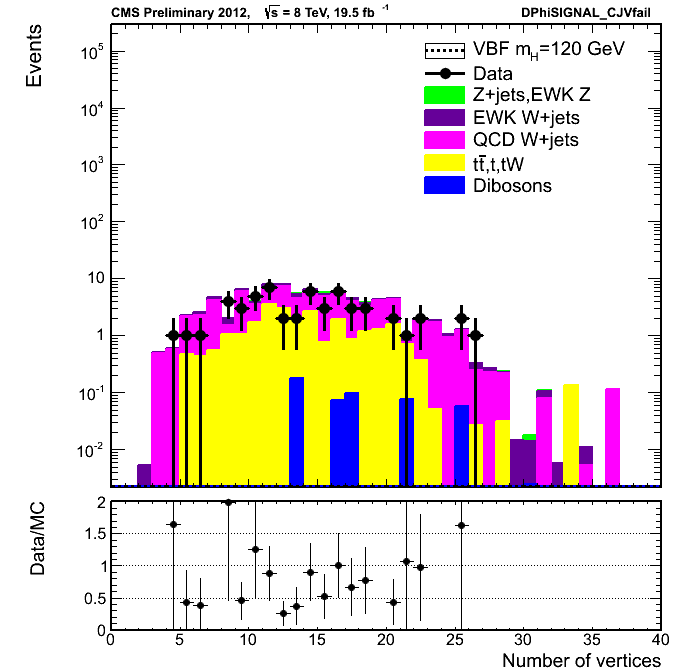 CMS Preliminary 2012, √s = 8 TeV, 19.5 fb⁻¹ DPhiSIGNAL_CJVfail
Events
10⁵
10⁴
10³
10²
10
1
10⁻¹
10⁻²
VBF m_H=120 GeV
Data
Z+jets,EWK Z
EWK W+jets
QCD W+jets
tt̄,t,tW
Dibosons
Data/MC
2
1.5
1
0.5
0
0 5 10 15 20 25 30 35 40
Number of vertices